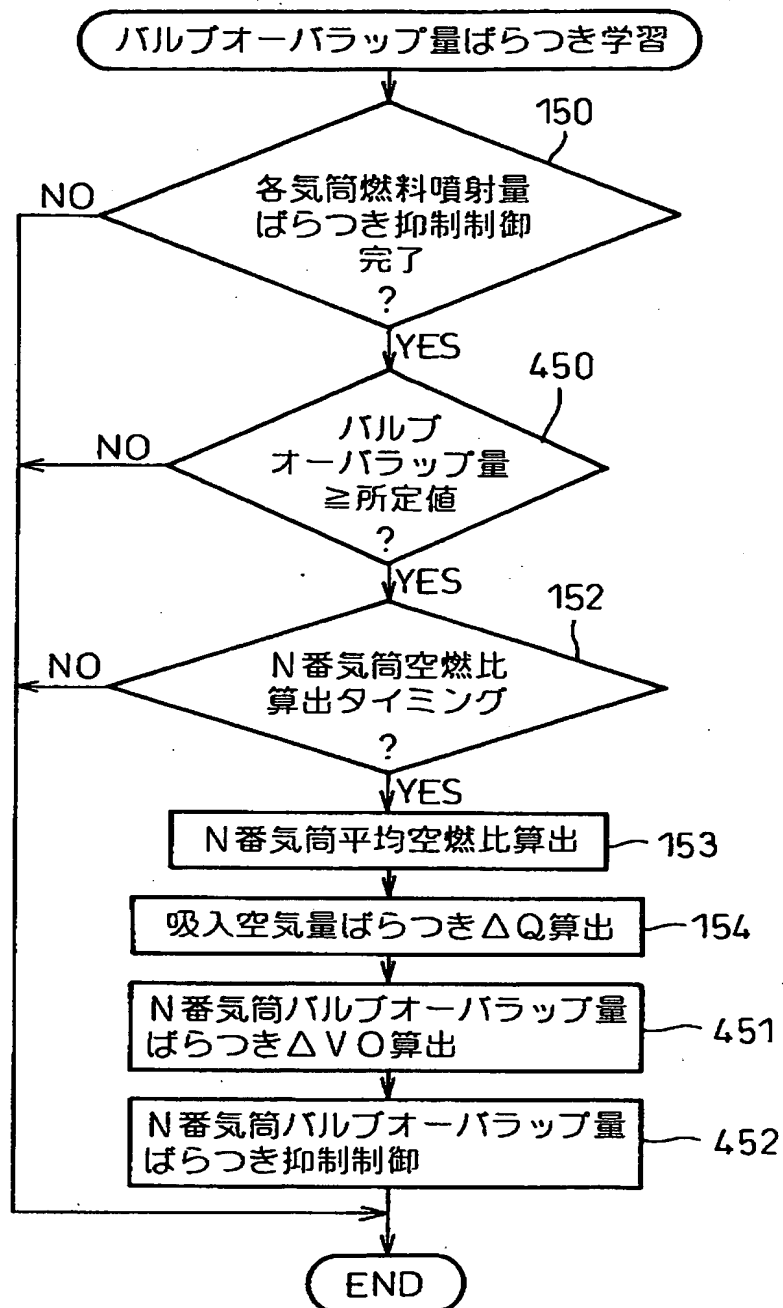 バルブオーバラップ量ばらつき学習
150
各気筒燃料噴射量
ばらつき抑制制御
完了
?
NO
YES
450
バルブ
オーバラップ量
≧所定値
?
NO
YES
152
N番気筒空燃比
算出タイミング
?
NO
YES
N番気筒平均空燃比算出
153
吸入空気量ばらつき△Q算出
154
N番気筒バルブオーバラップ量
ばらつき△VO算出
451
N番気筒バルブオーバラップ量
ばらつき抑制制御
452
END